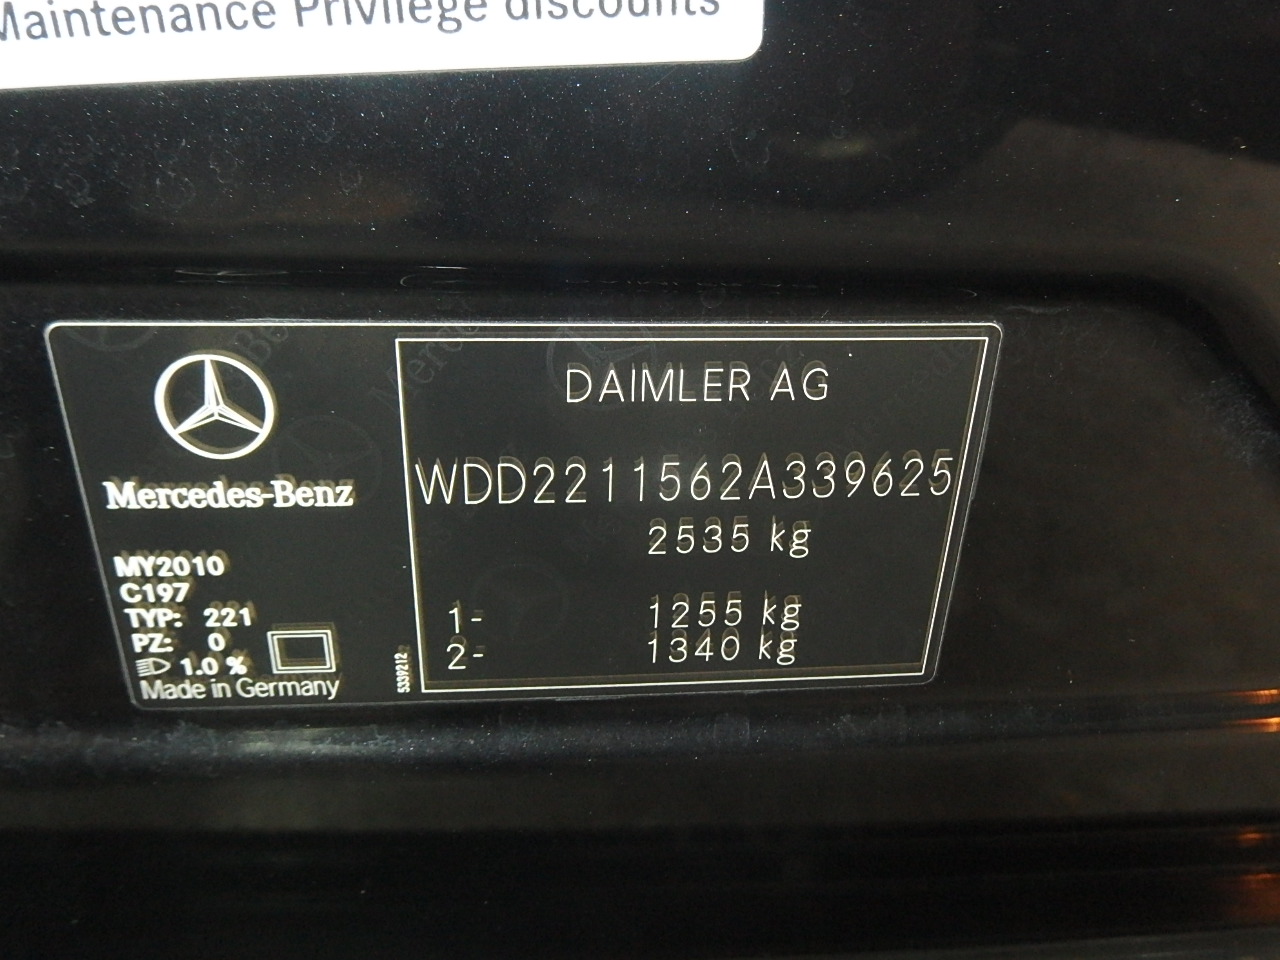 Maintenance Privilege discounts
Mercedes-Benz
MY2010
C197
TYP: 221
PZ: 0
1.0 %
Made in Germany
5339212
DAIMLER AG
WDD2211562A339625
2535 kg
1- 1255 kg
2- 1340 kg